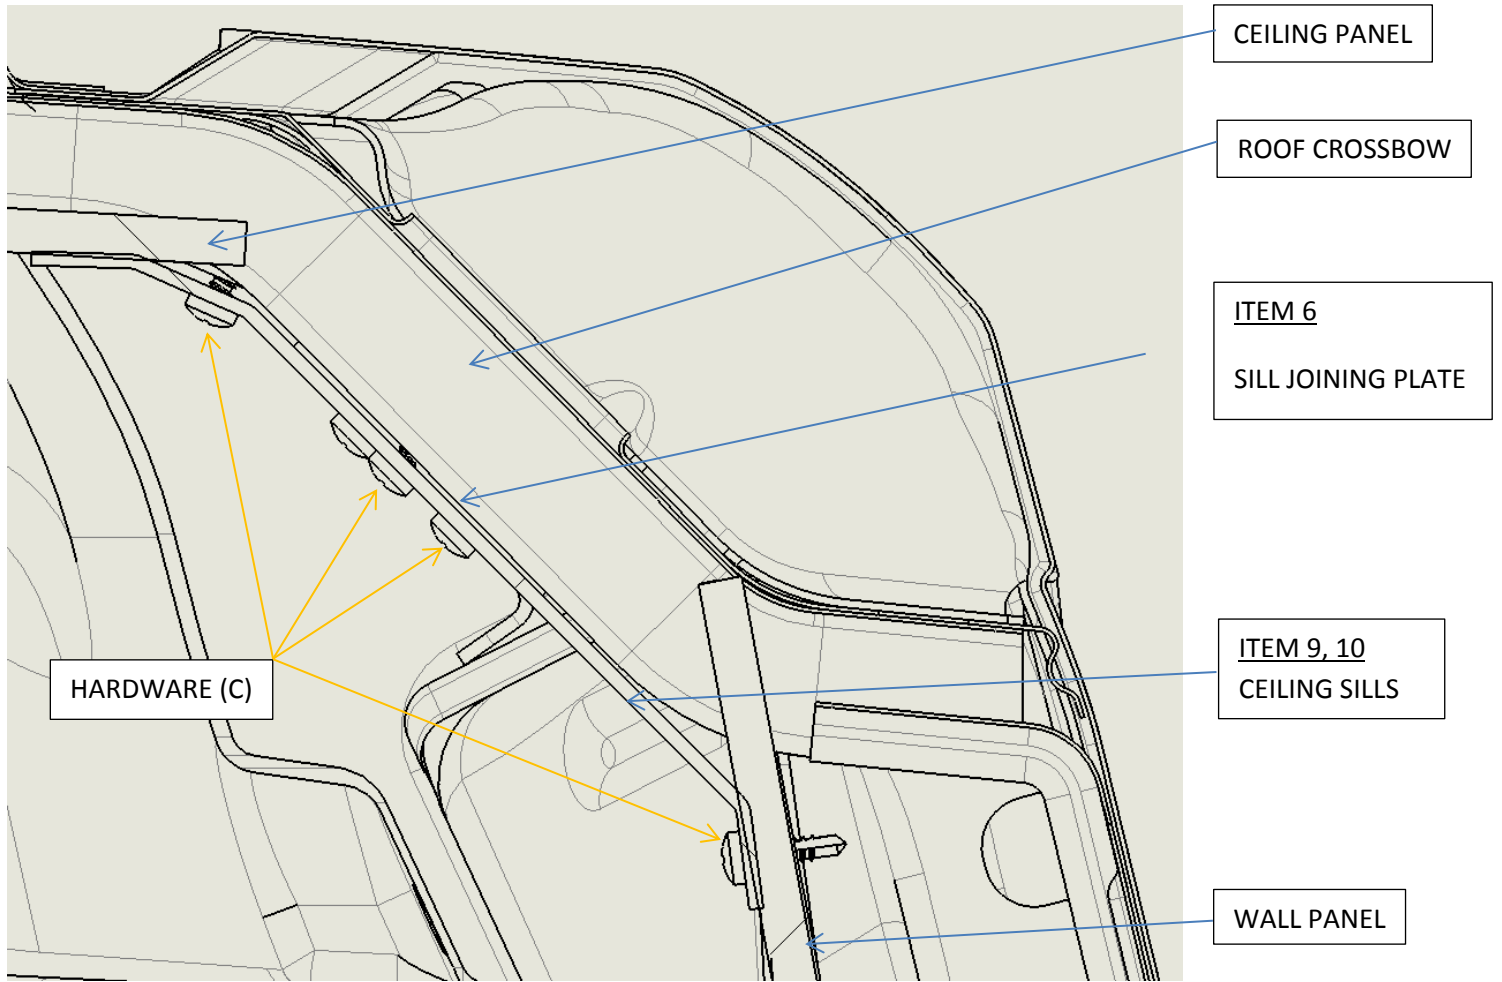 CEILING PANEL
ROOF CROSSBOW
ITEM 6
SILL JOINING PLATE
ITEM 9, 10
CEILING SILLS
HARDWARE (C)
WALL PANEL